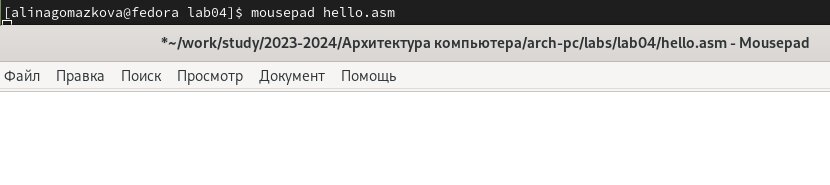 [alinagomazkova@fedora lab04]$ mousepad hello.asm
*~/work/study/2023-2024/Архитектура компьютера/arch-pc/labs/lab04/hello.asm - Mousepad
Файл Правка Поиск Просмотр Документ Помощь